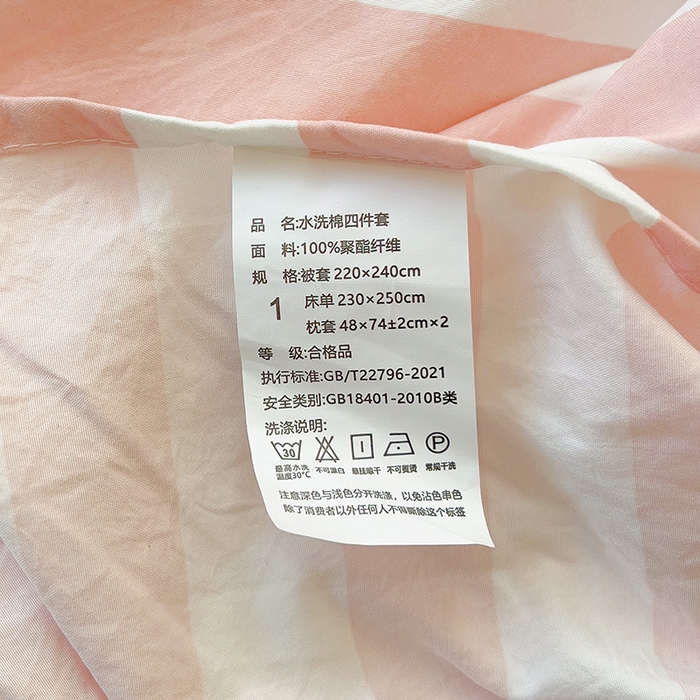 品 名:水洗棉四件套
面 料:100%聚酯纤维
规 格:被套 220×240cm
1 床单 230×250cm
枕套 48×74±2cm×2
等 级:合格品
执行标准:GB/T22796-2021
安全类别:GB18401-2010B类
洗涤说明:
30 P
最高水洗温度30°C 不可漂白 悬挂晾干 不可熨烫 常规干洗
注意深色与浅色分开洗涤，以免沾色串色
除了消费者以外任何人不得撕除这个标签